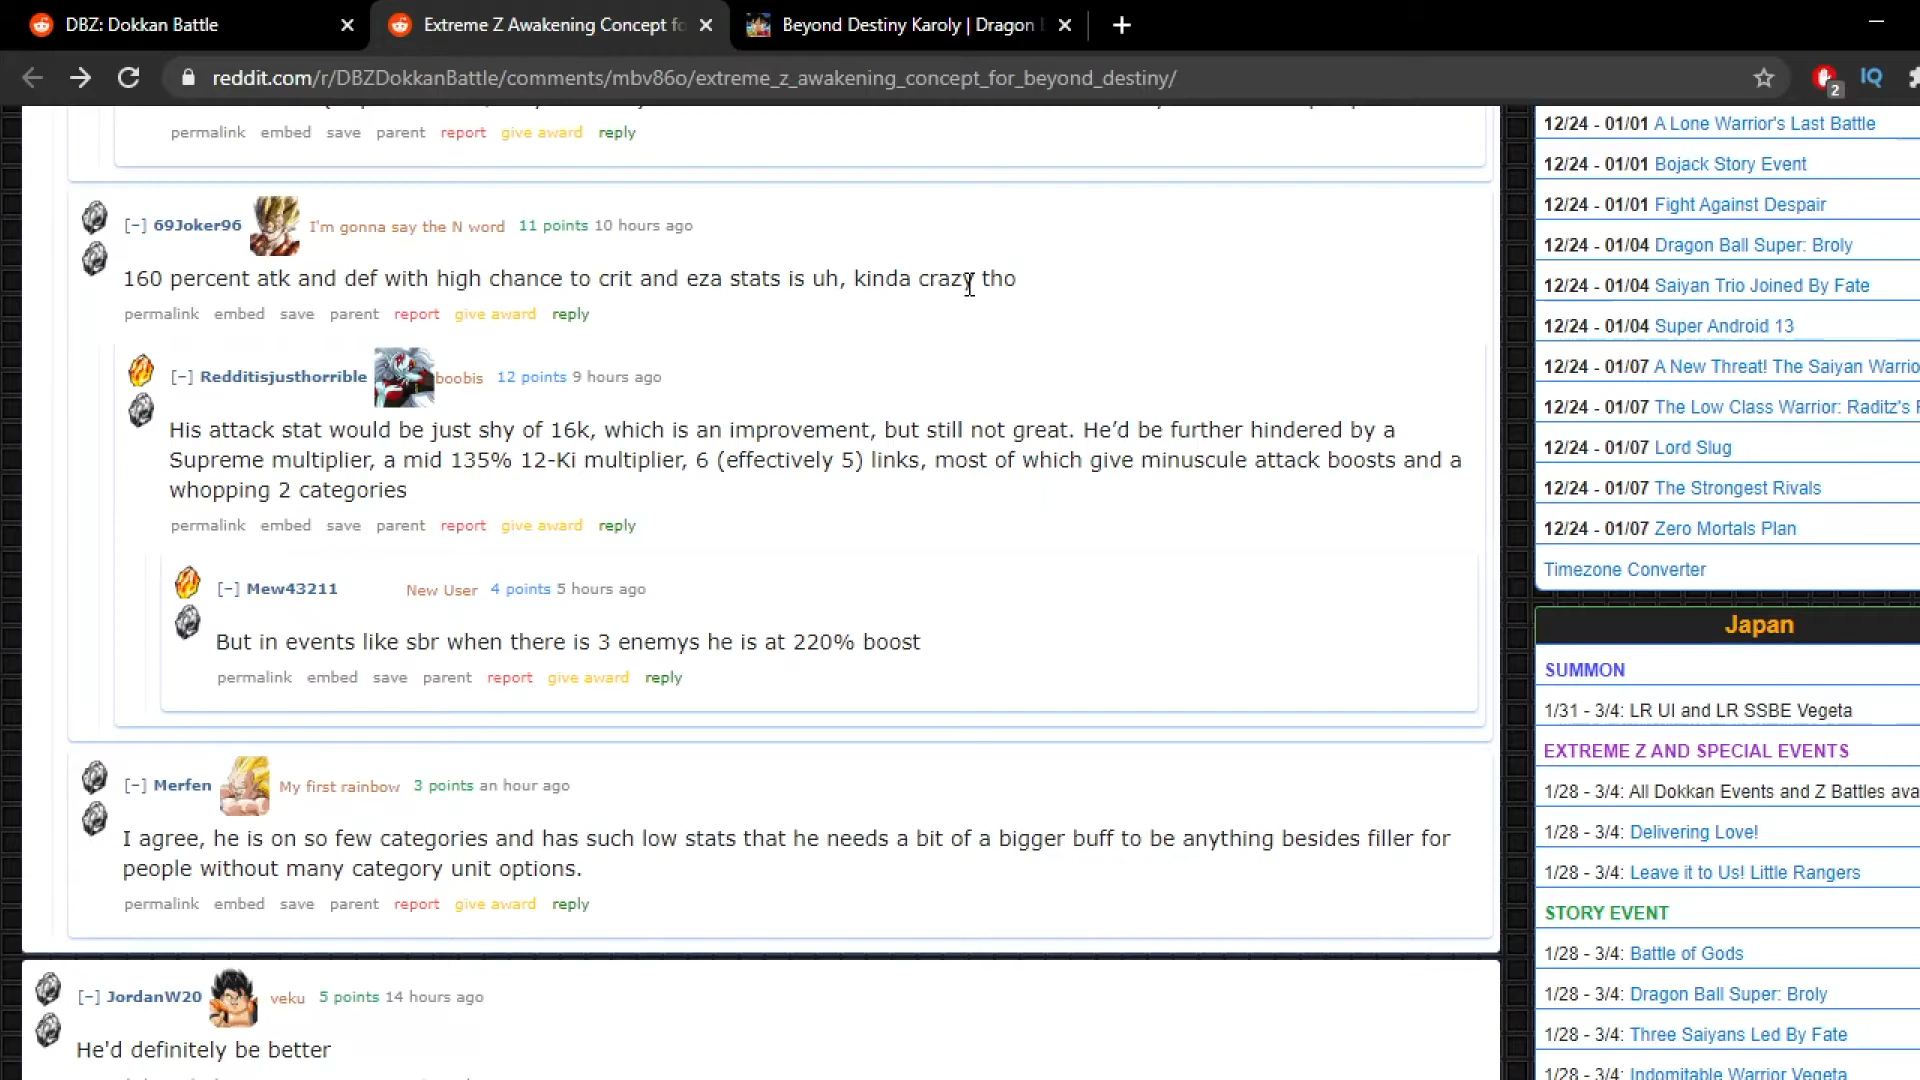 DBZ: Dokkan Battle
Extreme Z Awakening Concept fo
Beyond Destiny Karoly | Dragon
reddit.com/r/DBZDokkanBattle/comments/mbv86o/extreme_z_awakening_concept_for_beyond_destiny/
2
IQ
permalink embed save parent report give award reply
[-] 69Joker96 I'm gonna say the N word 11 points 10 hours ago
160 percent atk and def with high chance to crit and eza stats is uh, kinda crazy tho
permalink embed save parent report give award reply
[-] Redditisjusthorrible boobis 12 points 9 hours ago
His attack stat would be just shy of 16k, which is an improvement, but still not great. He'd be further hindered by a
Supreme multiplier, a mid 135% 12-Ki multiplier, 6 (effectively 5) links, most of which give minuscule attack boosts and a
whopping 2 categories
permalink embed save parent report give award reply
[-] Mew43211 New User 4 points 5 hours ago
But in events like sbr when there is 3 enemys he is at 220% boost
permalink embed save parent report give award reply
[-] Merfen My first rainbow 3 points an hour ago
I agree, he is on so few categories and has such low stats that he needs a bit of a bigger buff to be anything besides filler for
people without many category unit options.
permalink embed save parent report give award reply
[-] JordanW20 veku 5 points 14 hours ago
He'd definitely be better
12/24 - 01/01 A Lone Warrior's Last Battle
12/24 - 01/01 Bojack Story Event
12/24 - 01/01 Fight Against Despair
12/24 - 01/04 Dragon Ball Super: Broly
12/24 - 01/04 Saiyan Trio Joined By Fate
12/24 - 01/04 Super Android 13
12/24 - 01/07 A New Threat! The Saiyan Warrio
12/24 - 01/07 The Low Class Warrior: Raditz's
12/24 - 01/07 Lord Slug
12/24 - 01/07 The Strongest Rivals
12/24 - 01/07 Zero Mortals Plan
Timezone Converter
Japan
SUMMON
1/31 - 3/4: LR UI and LR SSBE Vegeta
EXTREME Z AND SPECIAL EVENTS
1/28 - 3/4: All Dokkan Events and Z Battles ava
1/28 - 3/4: Delivering Love!
1/28 - 3/4: Leave it to Us! Little Rangers
STORY EVENT
1/28 - 3/4: Battle of Gods
1/28 - 3/4: Dragon Ball Super: Broly
1/28 - 3/4: Three Saiyans Led By Fate
1/28 - 3/4: Indomitable Warrior Vegeta